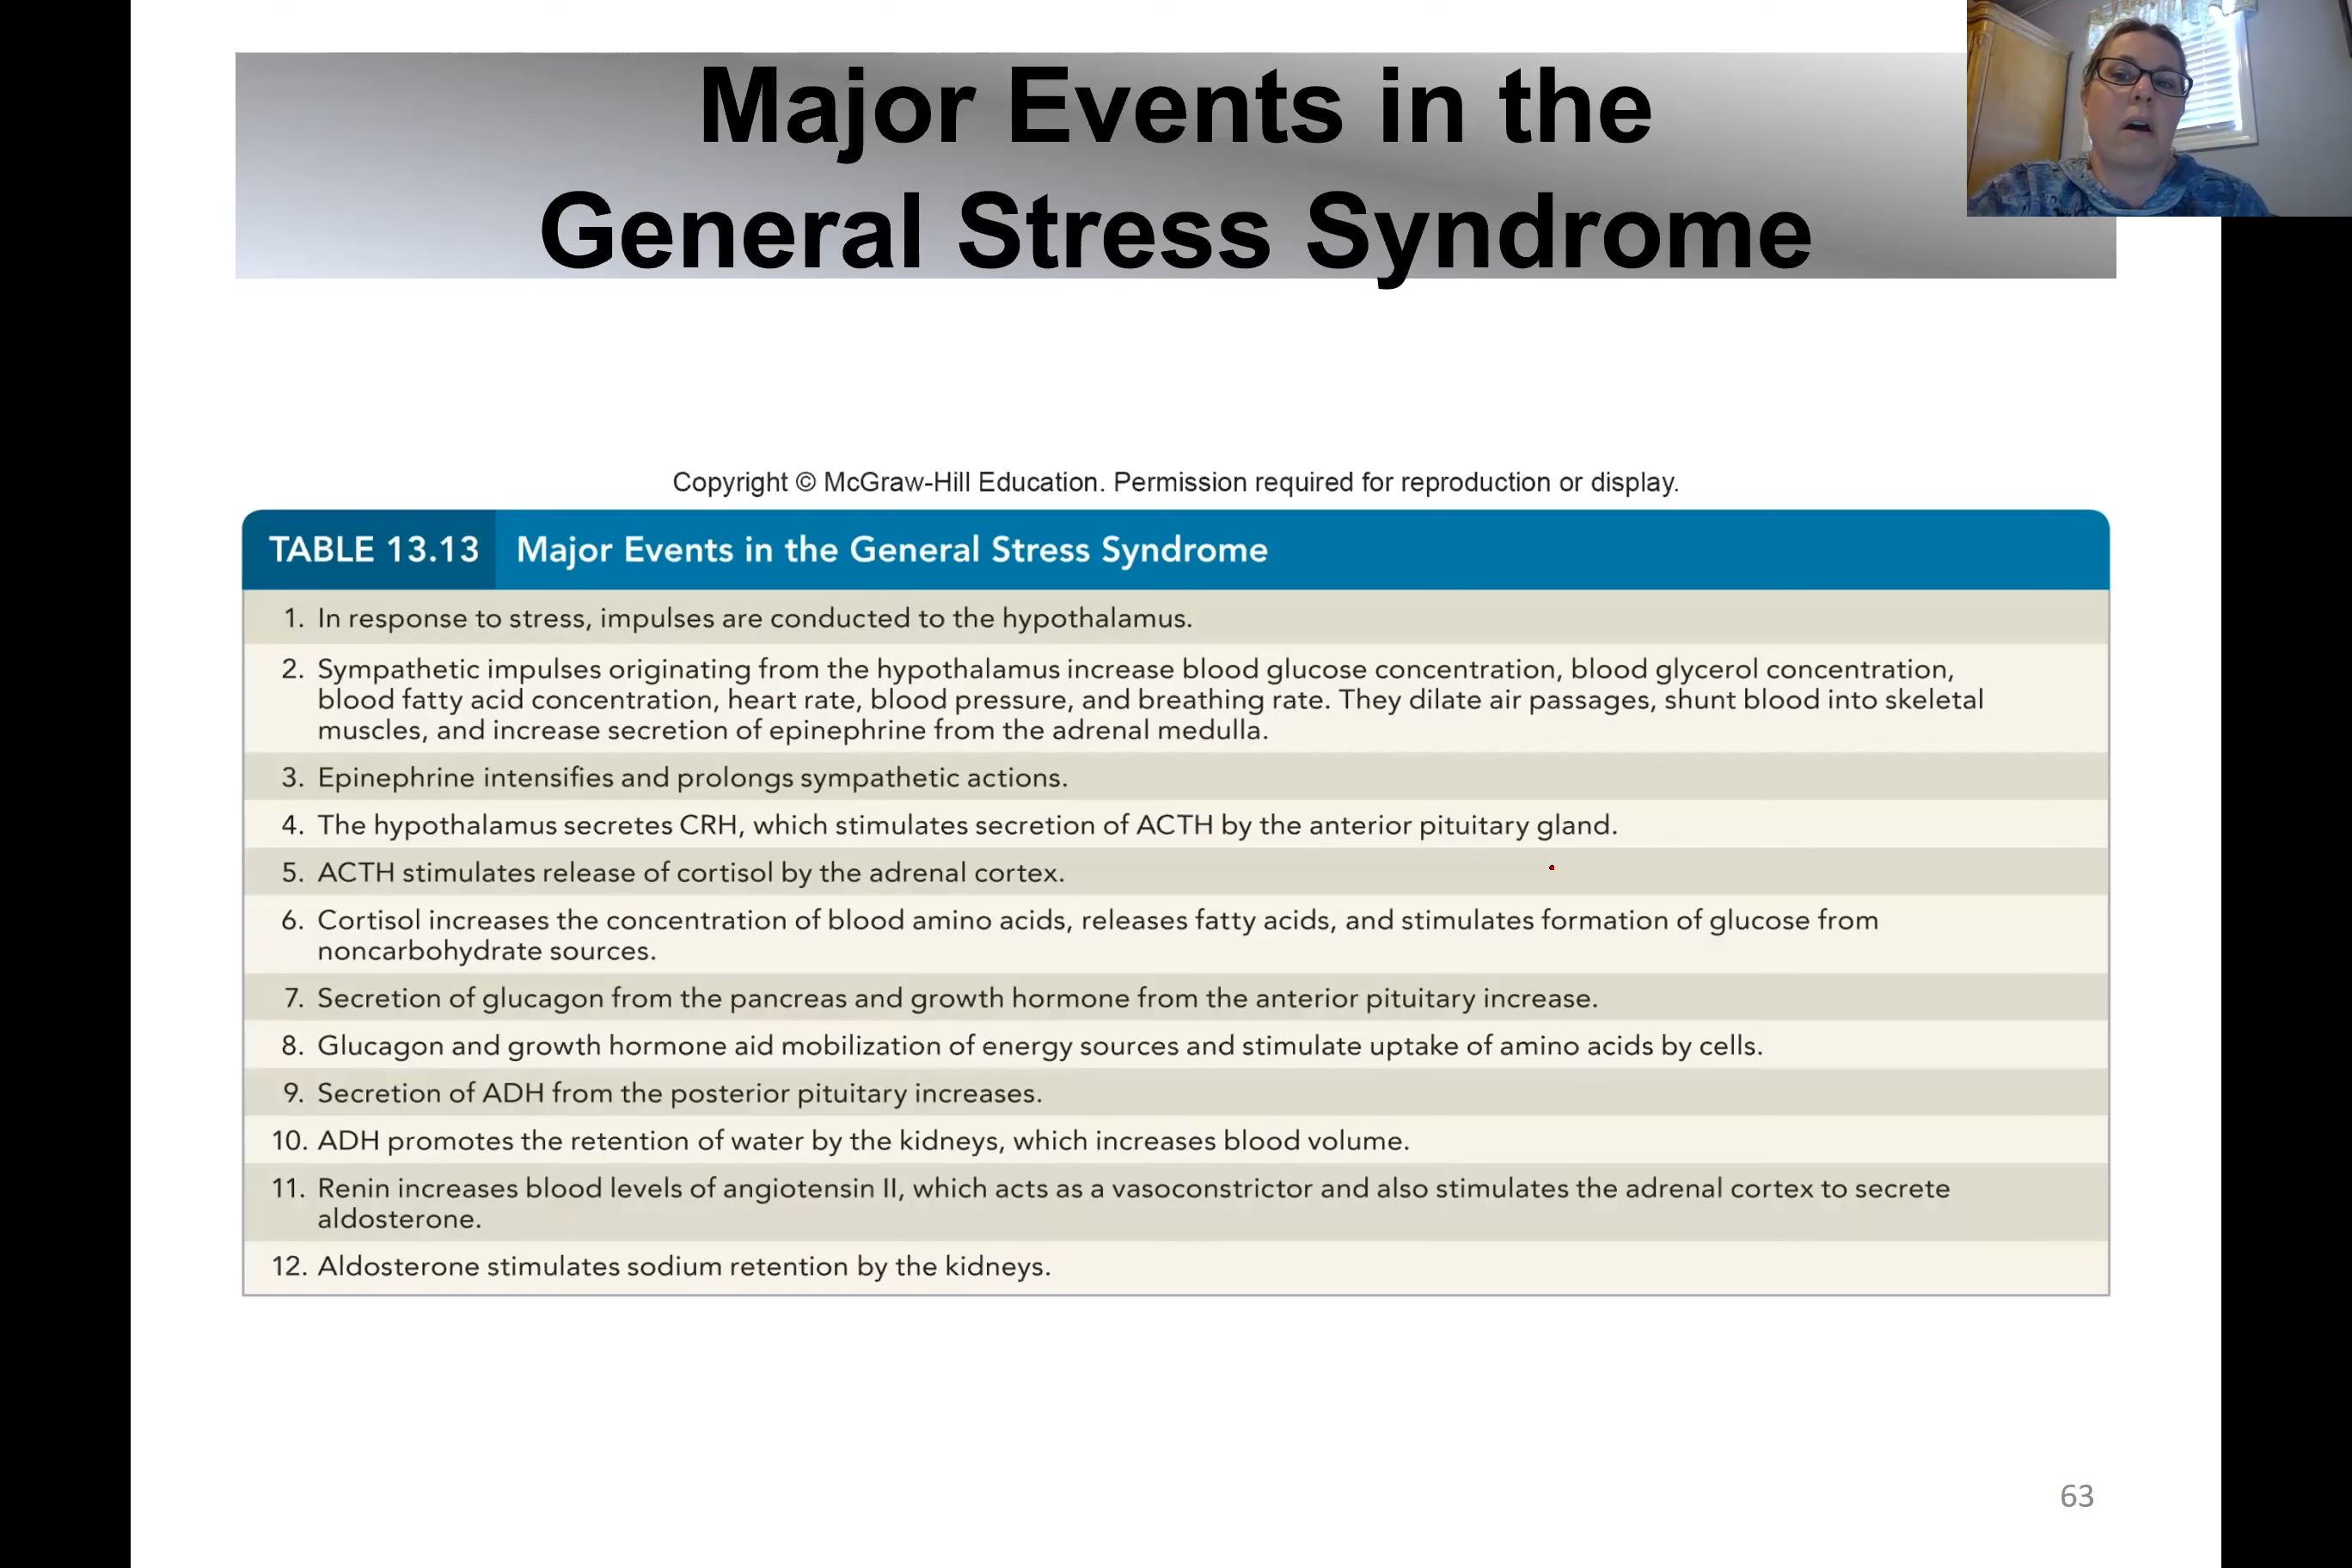 Major Events in the
General Stress Syndrome
Copyright © McGraw-Hill Education. Permission required for reproduction or display.
TABLE 13.13 Major Events in the General Stress Syndrome
1. In response to stress, impulses are conducted to the hypothalamus.
2. Sympathetic impulses originating from the hypothalamus increase blood glucose concentration, blood glycerol concentration,
blood fatty acid concentration, heart rate, blood pressure, and breathing rate. They dilate air passages, shunt blood into skeletal
muscles, and increase secretion of epinephrine from the adrenal medulla.
3. Epinephrine intensifies and prolongs sympathetic actions.
4. The hypothalamus secretes CRH, which stimulates secretion of ACTH by the anterior pituitary gland.
5. ACTH stimulates release of cortisol by the adrenal cortex.
6. Cortisol increases the concentration of blood amino acids, releases fatty acids, and stimulates formation of glucose from
noncarbohydrate sources.
7. Secretion of glucagon from the pancreas and growth hormone from the anterior pituitary increase.
8. Glucagon and growth hormone aid mobilization of energy sources and stimulate uptake of amino acids by cells.
9. Secretion of ADH from the posterior pituitary increases.
10. ADH promotes the retention of water by the kidneys, which increases blood volume.
11. Renin increases blood levels of angiotensin II, which acts as a vasoconstrictor and also stimulates the adrenal cortex to secrete
aldosterone.
12. Aldosterone stimulates sodium retention by the kidneys.
63